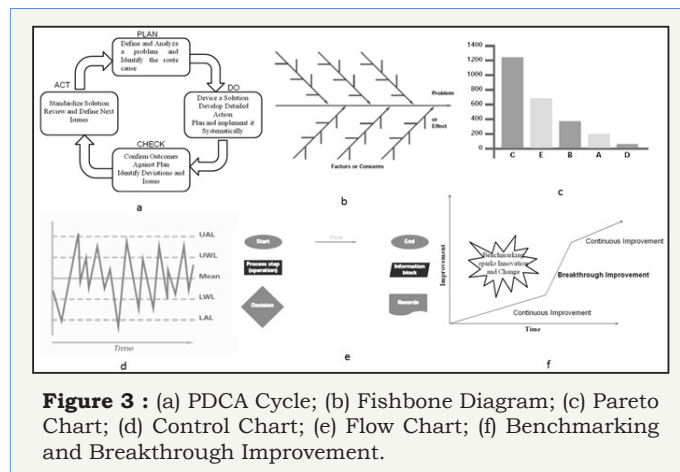 PLAN
Define and Analyze
a problem and
Identify the route
cause
ACT
Standardize Solution
Review and Define Next
Issues
DO
Device a Solution
Develop Detailed
Action
Plan and implement it
Systematically
CHECK
Confirm Outcomes
Against Plan
Identify Deviations and
Issues
a
Problem
or
Effect
Factors or Concerns
b
1400
1200
1000
800
600
400
200
0
C E B A D
c
UAL
UWL
Mean
LWL
LAL
Time
d
Start
Flow
End
Process step
(operation)
Information
block
Decision
Records
e
Improvement
Benchmarking
sparks Innovation
and Change
Continuous Improvement
Breakthrough Improvement
Continuous Improvement
Time
f
Figure 3 : (a) PDCA Cycle; (b) Fishbone Diagram; (c) Pareto
Chart; (d) Control Chart; (e) Flow Chart; (f) Benchmarking
and Breakthrough Improvement.